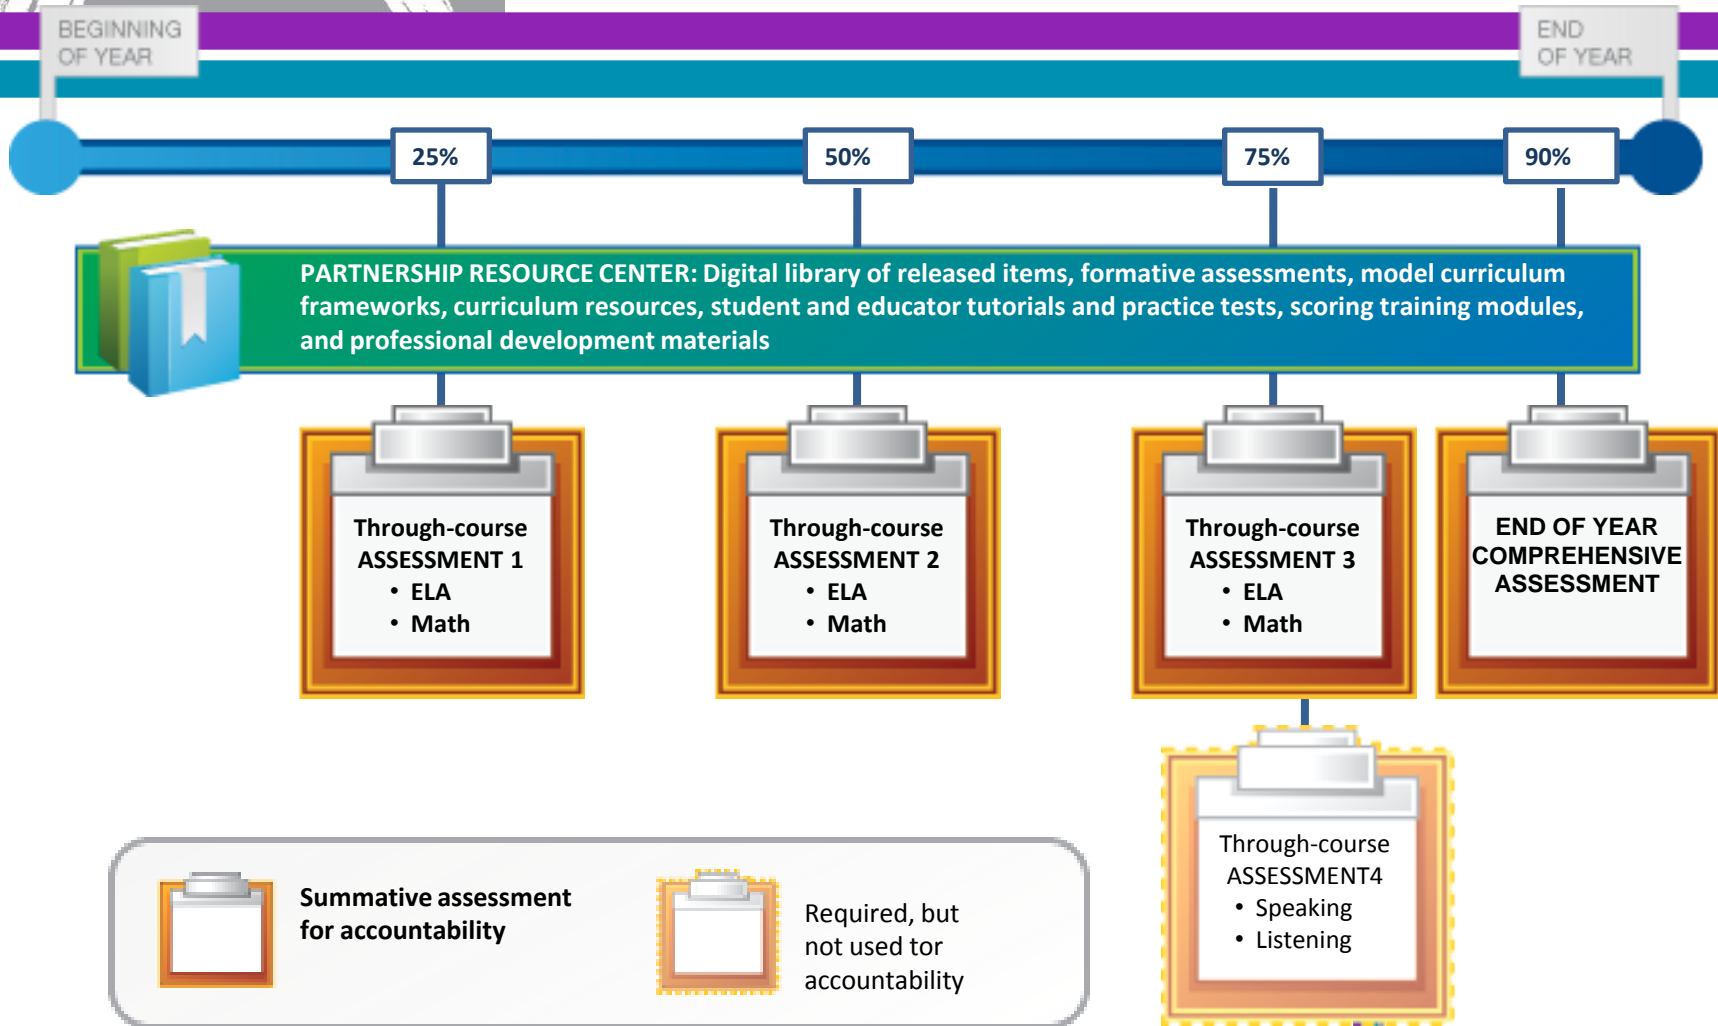 BEGINNING
OF YEAR
END
OF YEAR
25%
50%
75%
90%
PARTNERSHIP RESOURCE CENTER: Digital library of released items, formative assessments, model curriculum
frameworks, curriculum resources, student and educator tutorials and practice tests, scoring training modules,
and professional development materials
Through-course
ASSESSMENT 1
• ELA
• Math
Through-course
ASSESSMENT 2
• ELA
• Math
Through-course
ASSESSMENT 3
• ELA
• Math
END OF YEAR
COMPREHENSIVE
ASSESSMENT
Through-course
ASSESSMENT4
• Speaking
• Listening
Summative assessment
for accountability
Required, but
not used tor
accountability